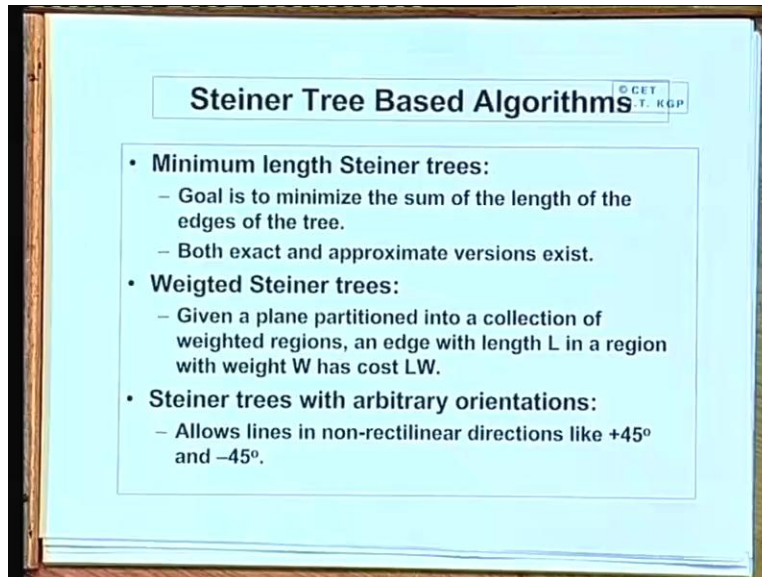 Steiner Tree Based Algorithms
© CET
.T. KGP
• Minimum length Steiner trees:
– Goal is to minimize the sum of the length of the
edges of the tree.
– Both exact and approximate versions exist.
• Weigted Steiner trees:
– Given a plane partitioned into a collection of
weighted regions, an edge with length L in a region
with weight W has cost LW.
• Steiner trees with arbitrary orientations:
– Allows lines in non-rectilinear directions like +45º
and –45º.